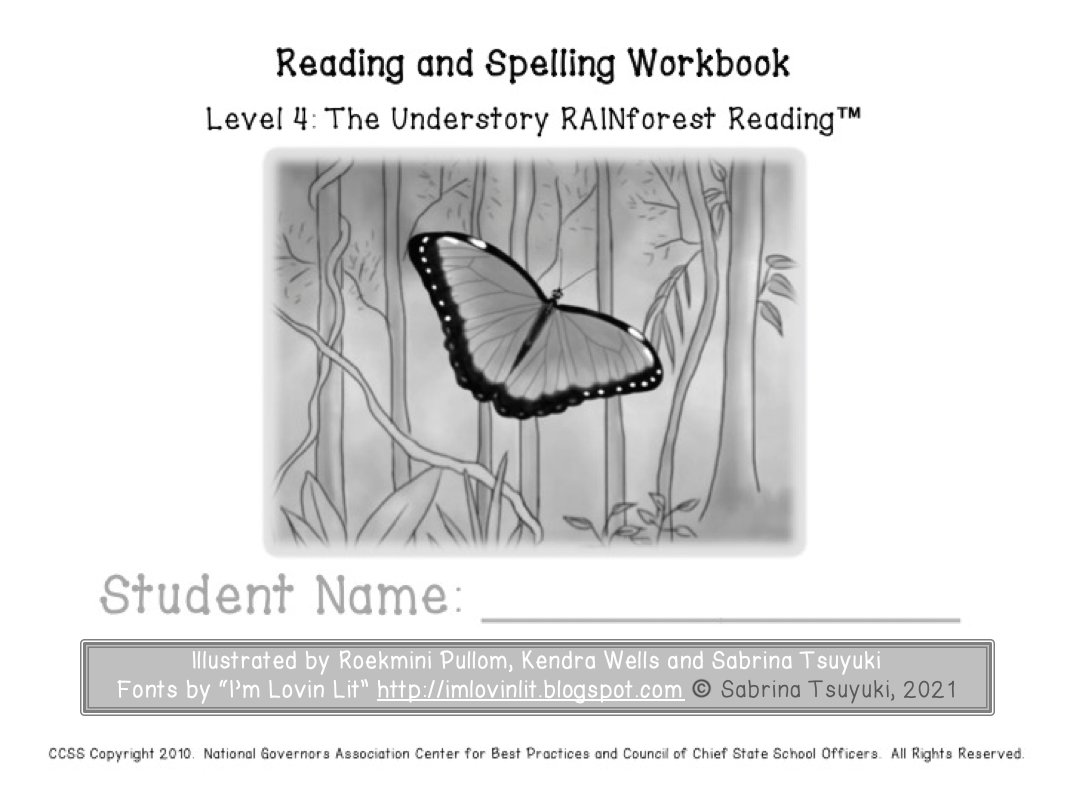 Reading and Spelling Workbook
Level 4: The Understory RAINforest Reading™
Student Name: _______________
Illustrated by Roekmini Pullom, Kendra Wells and Sabrina Tsuyuki
Fonts by “I’m Lovin Lit“ http://imlovinlit.blogspot.com © Sabrina Tsuyuki, 2021
CCSS Copyright 2010. National Governors Association Center for Best Practices and Council of Chief State School Officers. All Rights Reserved.